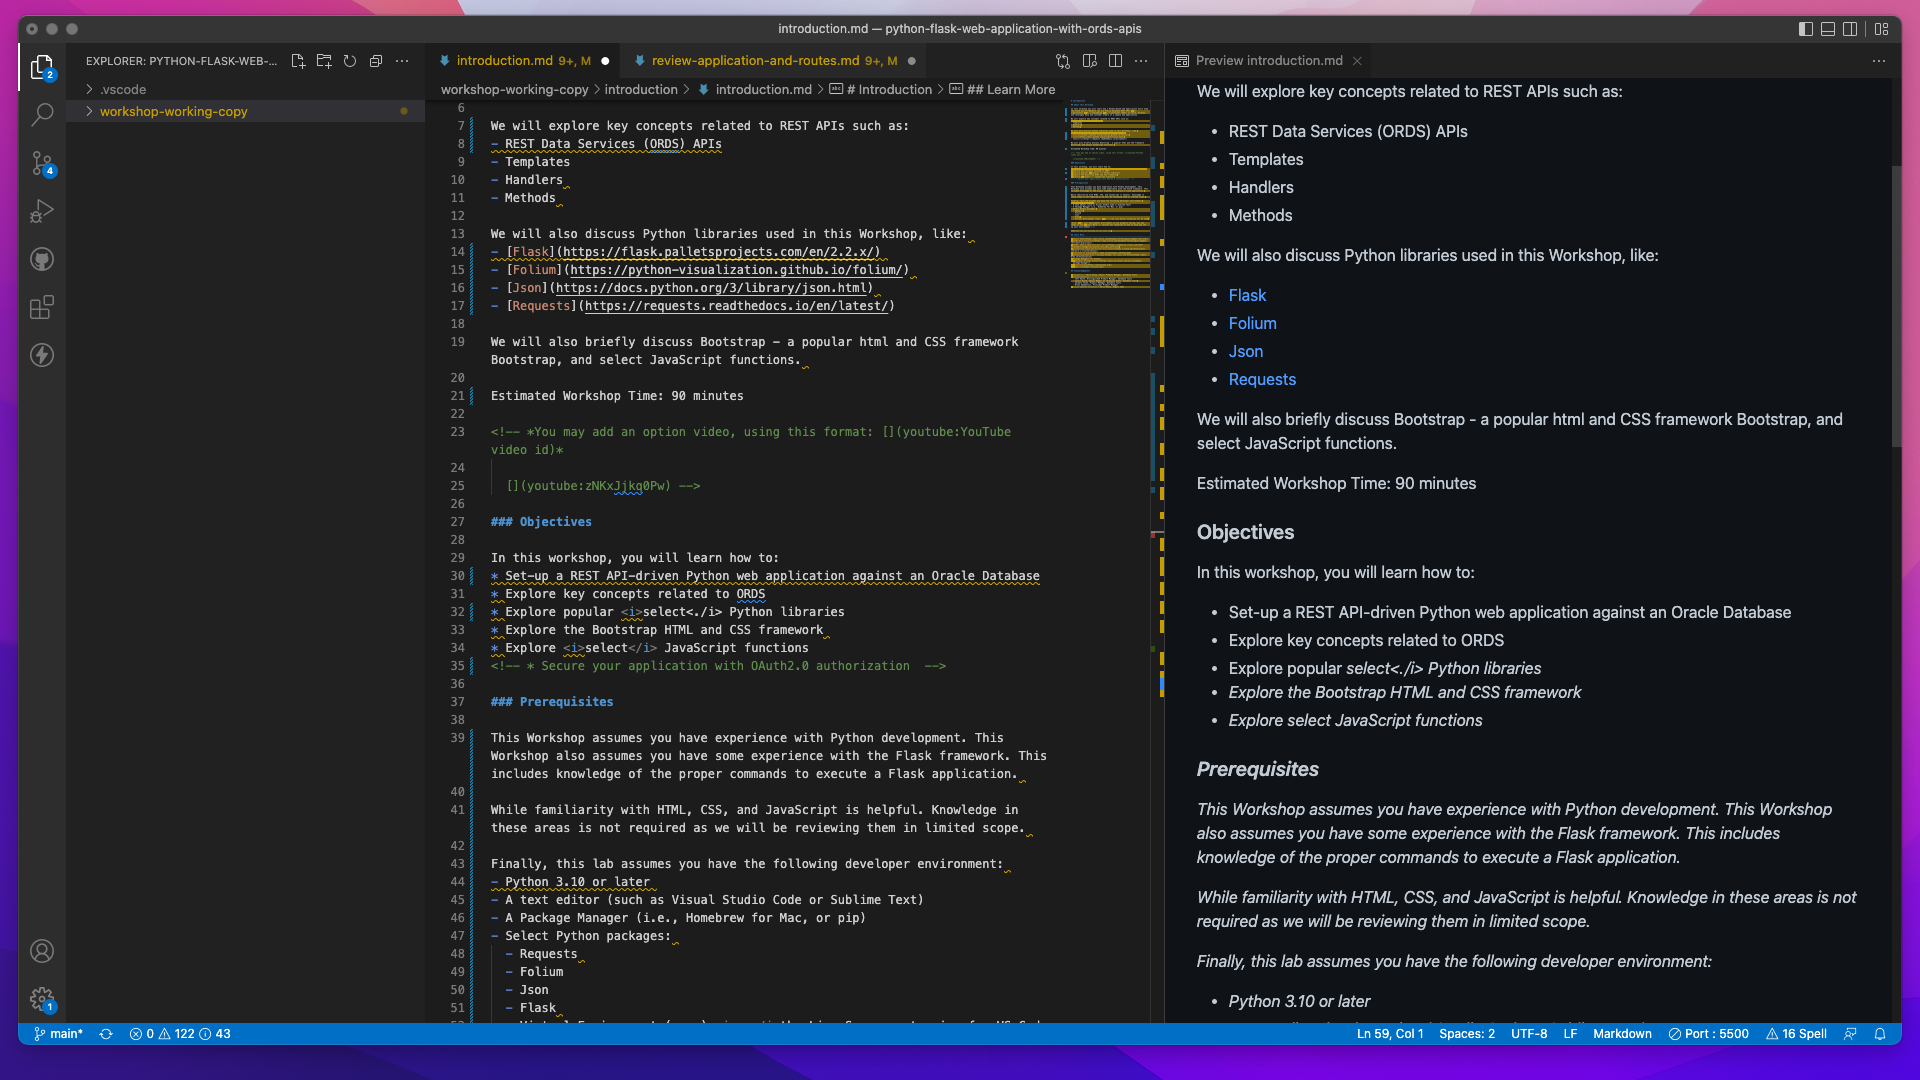 introduction.md — python-flask-web-application-with-ords-apis
EXPLORER: PYTHON-FLASK-WEB-...
.vscode
workshop-working-copy
2
4
1
introduction.md 9+, M
review-application-and-routes.md 9+, M
workshop-working-copy > introduction > introduction.md > # Introduction > ## Learn More
6
7 We will explore key concepts related to REST APIs such as:
8 - REST Data Services (ORDS) APIs
9 - Templates
10 - Handlers
11 - Methods
12
13 We will also discuss Python libraries used in this Workshop, like:
14 - [Flask](https://flask.palletsprojects.com/en/2.2.x/)
15 - [Folium](https://python-visualization.github.io/folium/)
16 - [Json](https://docs.python.org/3/library/json.html)
17 - [Requests](https://requests.readthedocs.io/en/latest/)
18
19 We will also briefly discuss Bootstrap - a popular html and CSS framework
Bootstrap, and select JavaScript functions.
20
21 Estimated Workshop Time: 90 minutes
22
23 <!-- *You may add an option video, using this format: [](youtube:YouTube
video id)*
24
25 [](youtube:zNKxJjkq0Pw) -->
26
27 ### Objectives
28
29 In this workshop, you will learn how to:
30 * Set-up a REST API-driven Python web application against an Oracle Database
31 * Explore key concepts related to ORDS
32 * Explore popular <i>select<./i> Python libraries
33 * Explore the Bootstrap HTML and CSS framework
34 * Explore <i>select</i> JavaScript functions
35 <!-- * Secure your application with OAuth2.0 authorization -->
36
37 ### Prerequisites
38
39 This Workshop assumes you have experience with Python development. This
Workshop also assumes you have some experience with the Flask framework. This
includes knowledge of the proper commands to execute a Flask application.
40
41 While familiarity with HTML, CSS, and JavaScript is helpful. Knowledge in
these areas is not required as we will be reviewing them in limited scope.
42
43 Finally, this lab assumes you have the following developer environment:
44 - Python 3.10 or later
45 - A text editor (such as Visual Studio Code or Sublime Text)
46 - A Package Manager (i.e., Homebrew for Mac, or pip)
47 - Select Python packages:
48 - Requests
49 - Folium
50 - Json
51 - Flask
Preview introduction.md
We will explore key concepts related to REST APIs such as:
• REST Data Services (ORDS) APIs
• Templates
• Handlers
• Methods
We will also discuss Python libraries used in this Workshop, like:
• Flask
• Folium
• Json
• Requests
We will also briefly discuss Bootstrap - a popular html and CSS framework Bootstrap, and
select JavaScript functions.
Estimated Workshop Time: 90 minutes
Objectives
In this workshop, you will learn how to:
• Set-up a REST API-driven Python web application against an Oracle Database
• Explore key concepts related to ORDS
• Explore popular select<./i> Python libraries
• Explore the Bootstrap HTML and CSS framework
• Explore select JavaScript functions
Prerequisites
This Workshop assumes you have experience with Python development. This Workshop
also assumes you have some experience with the Flask framework. This includes
knowledge of the proper commands to execute a Flask application.
While familiarity with HTML, CSS, and JavaScript is helpful. Knowledge in these areas is not
required as we will be reviewing them in limited scope.
Finally, this lab assumes you have the following developer environment:
• Python 3.10 or later
main* 0 122 43
Ln 59, Col 1 Spaces: 2 UTF-8 LF Markdown Port : 5500 16 Spell